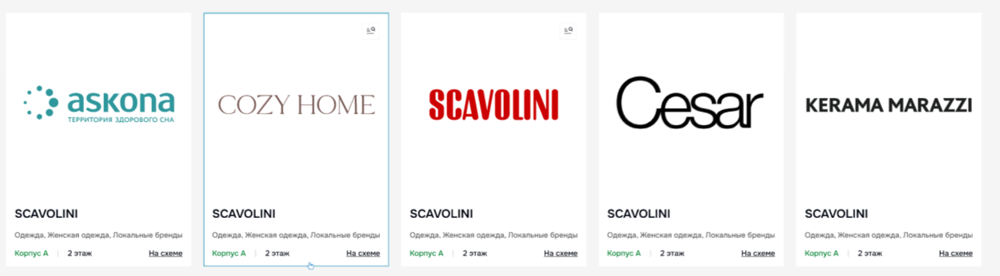 askona
ТЕРРИТОРИЯ ЗДОРОВОГО СНА
SCAVOLINI
Одежда, Женская одежда, Локальные бренды
Корпус А 2 этаж На схеме
COZY HOME
SCAVOLINI
Одежда, Женская одежда, Локальные бренды
Корпус А 2 этаж На схеме
SCAVOLINI
SCAVOLINI
Одежда, Женская одежда, Локальные бренды
Корпус А 2 этаж На схеме
Cesar
SCAVOLINI
Одежда, Женская одежда, Локальные бренды
Корпус А 2 этаж На схеме
KERAMA MARAZZI
SCAVOLINI
Одежда, Женская одежда, Локальные бренды
Корпус А 2 этаж На схеме